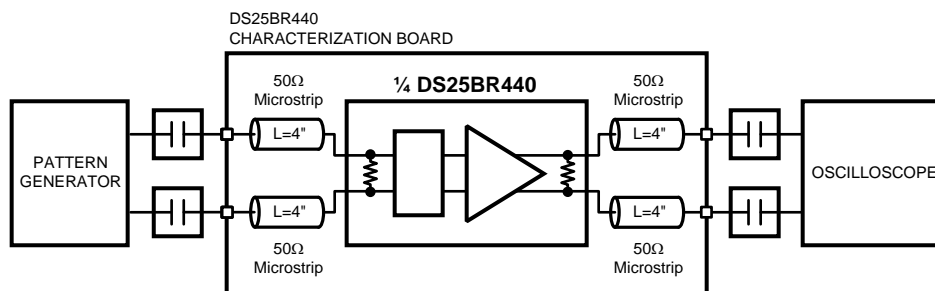 DS25BR440
CHARACTERIZATION BOARD
50Ω
Microstrip
¼ DS25BR440
50Ω
Microstrip
L=4"
L=4"
PATTERN
GENERATOR
OSCILLOSCOPE
L=4"
L=4"
50Ω
Microstrip
50Ω
Microstrip